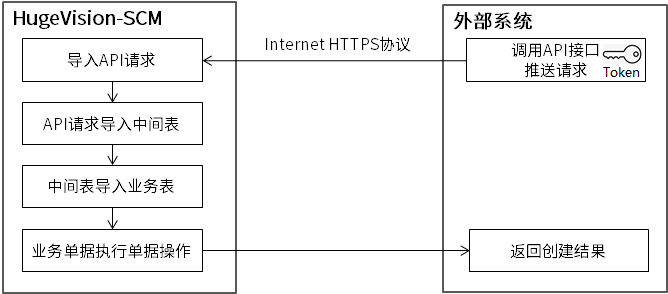 HugeVision-SCM
导入API请求
API请求导入中间表
中间表导入业务表
业务单据执行单据操作
Internet HTTPS协议
外部系统
调用API接口
推送请求
Token
返回创建结果